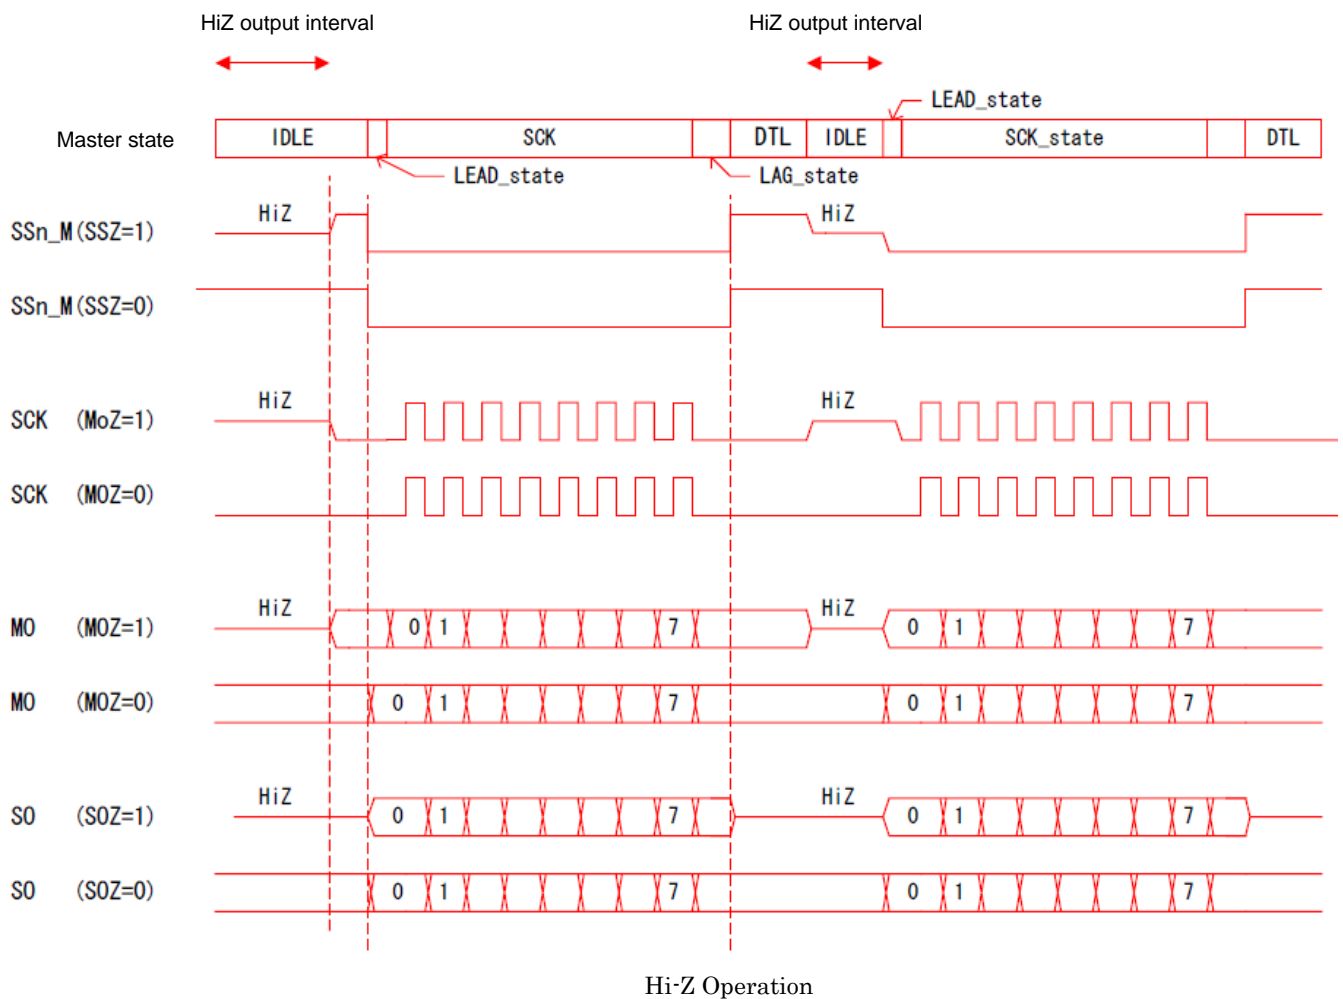 HiZ output interval HiZ output interval
LEAD_state
Master state IDLE SCK DTL IDLE SCK_state DTL
LEAD_state LAG_state
HiZ HiZ
SSn_M(SSZ=1)
SSn_M(SSZ=0)
HiZ HiZ
SCK (MoZ=1)
SCK (MOZ=0)
HiZ HiZ
MO (MOZ=1) 0 1 7 0 1 7
MO (MOZ=0) 0 1 7 0 1 7
HiZ HiZ
SO (SOZ=1) 0 1 7 0 1 7
SO (SOZ=0) 0 1 7 0 1 7
Hi-Z Operation